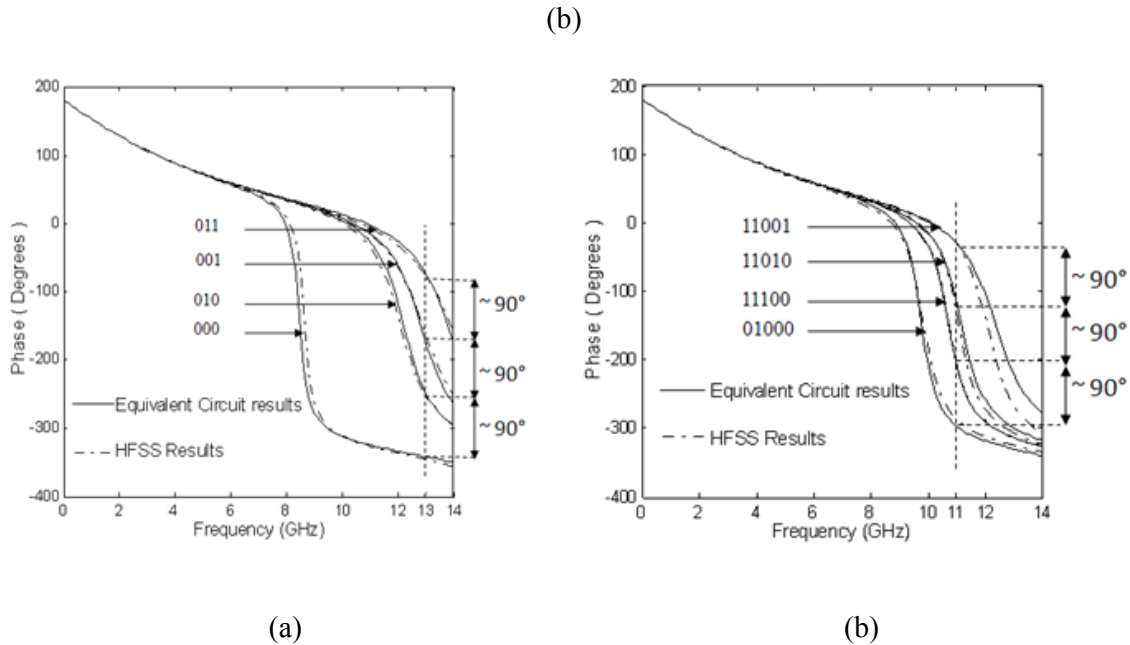 (b)
200
100
0
-100
-200
-300
-400
Phase ( Degrees)
011
001
010
000
~ 90°
~ 90°
~ 90°
Equivalent Circuit results
HFSS Results
0 2 4 6 8 10 12 13 14
Frequency (GHz)
(a)
200
100
0
-100
-200
-300
-400
Phase ( Degrees)
11001
11010
11100
01000
~ 90°
~ 90°
~ 90°
Equivalent Circuit results
HFSS Results
0 2 4 6 8 10 11 12 14
Frequency (GHz)
(b)